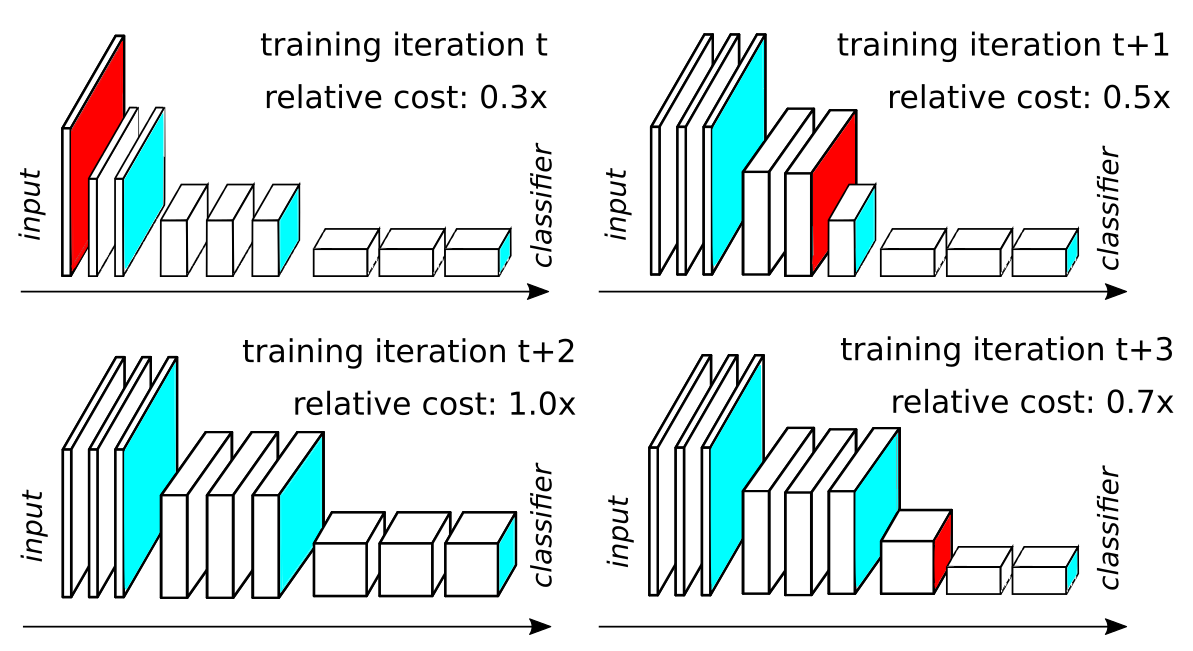 training iteration t
relative cost: 0.3x
input
classifier
training iteration t+1
relative cost: 0.5x
input
classifier
training iteration t+2
relative cost: 1.0x
input
classifier
training iteration t+3
relative cost: 0.7x
input
classifier